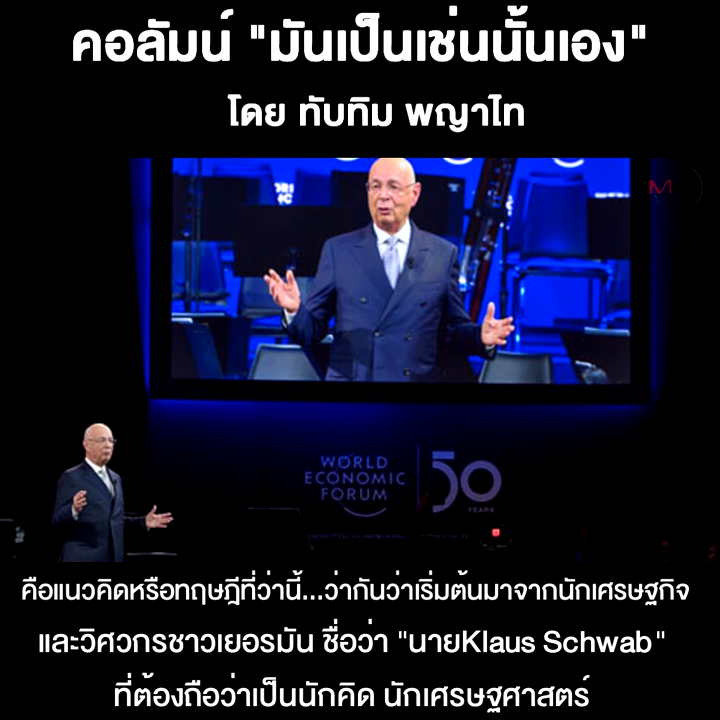 คอลัมน์ "มันเป็นเช่นนั้นเอง"
โดย ทับทิม พญาไท
M
WORLD
ECONOMIC
FORUM
50
YEARS
คือแนวคิดหรือทฤษฎีที่ว่านี้...ว่ากันว่าเริ่มต้นมาจากนักเศรษฐกิจ
และวิศวกรชาวเยอรมัน ชื่อว่า "นายKlaus Schwab"
ที่ต้องถือว่าเป็นนักคิด นักเศรษฐศาสตร์